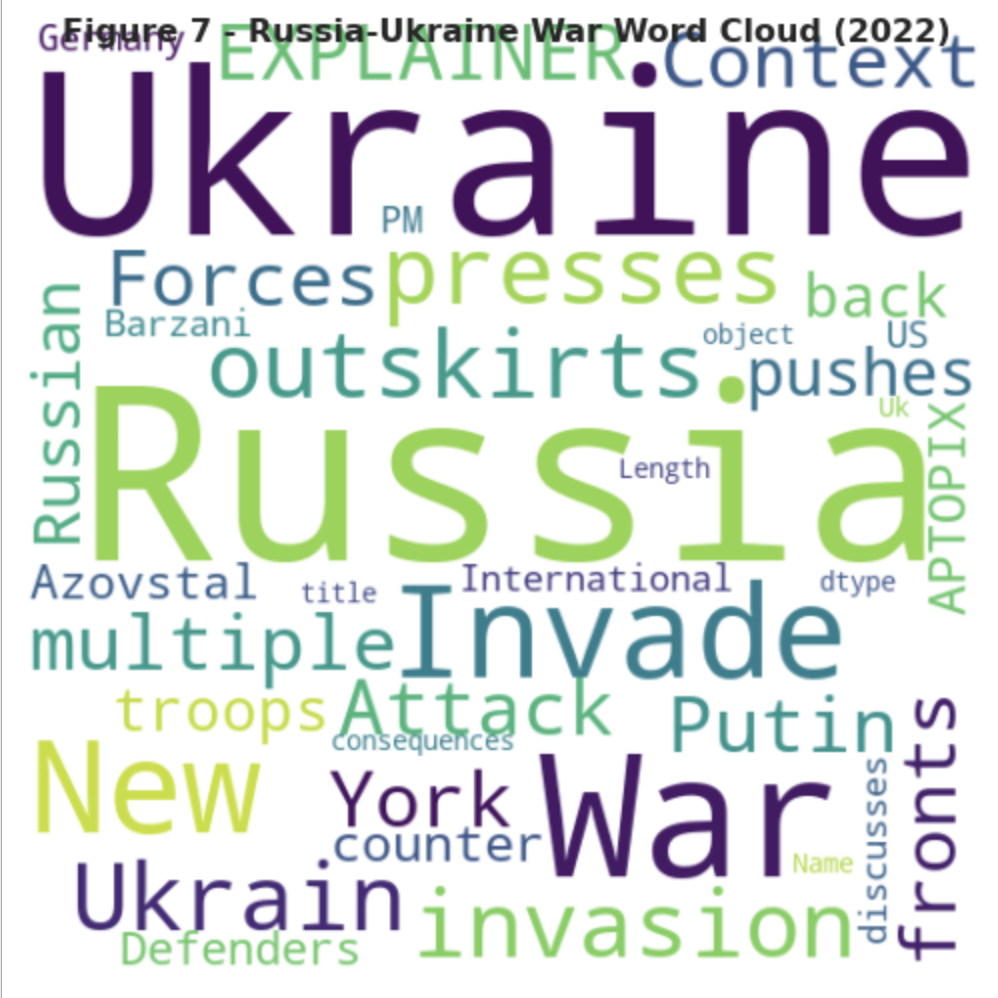 Figure 7 - Russia-Ukraine War Word Cloud (2022)
Germany
EXPLAINER
Context
Ukraine
PM
Forces
presses
back
Barzani
object
US
outskirts
pushes
Russian
Uk
Russia
Length
APTOPIX
Azovstal
title
International
dtype
multiple
Invade
troops
Attack
Putin
consequences
New
York
War
fronts
counter
discusses
Name
Ukrain
invasion
Defenders